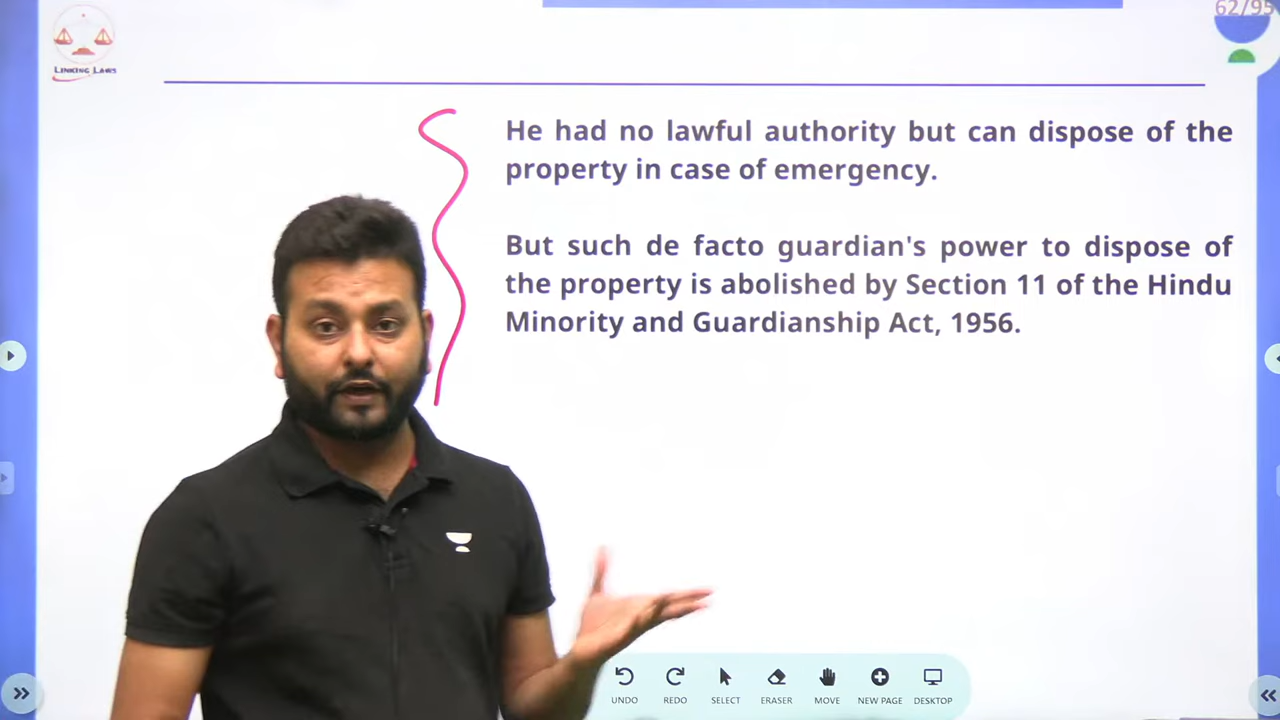 62/95
LINKING LAWS
He had no lawful authority but can dispose of the
property in case of emergency.
But such de facto guardian's power to dispose of
the property is abolished by Section 11 of the Hindu
Minority and Guardianship Act, 1956.
UNDO REDO SELECT ERASER MOVE NEW PAGE DESKTOP